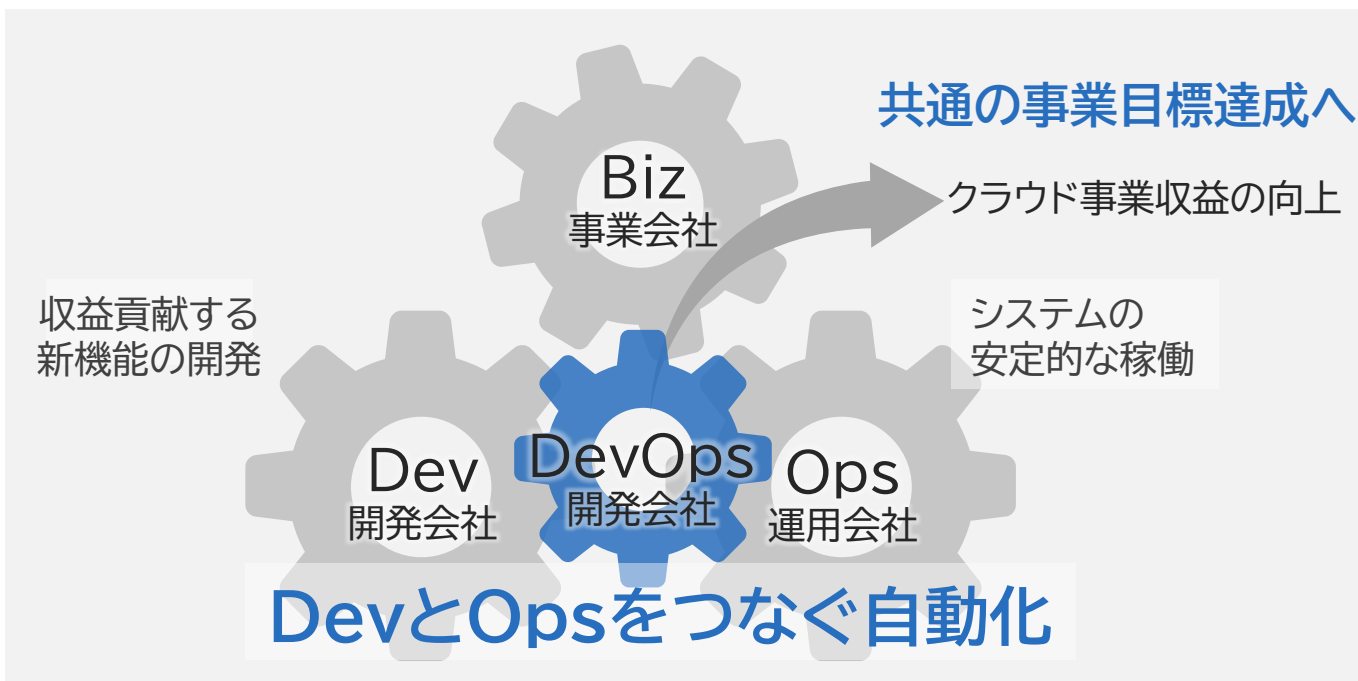 共通の事業目標達成へ
Biz
事業会社
クラウド事業収益の向上
収益貢献する
新機能の開発
システムの
安定的な稼働
Dev
開発会社
DevOps
開発会社
Ops
運用会社
DevとOpsをつなぐ自動化